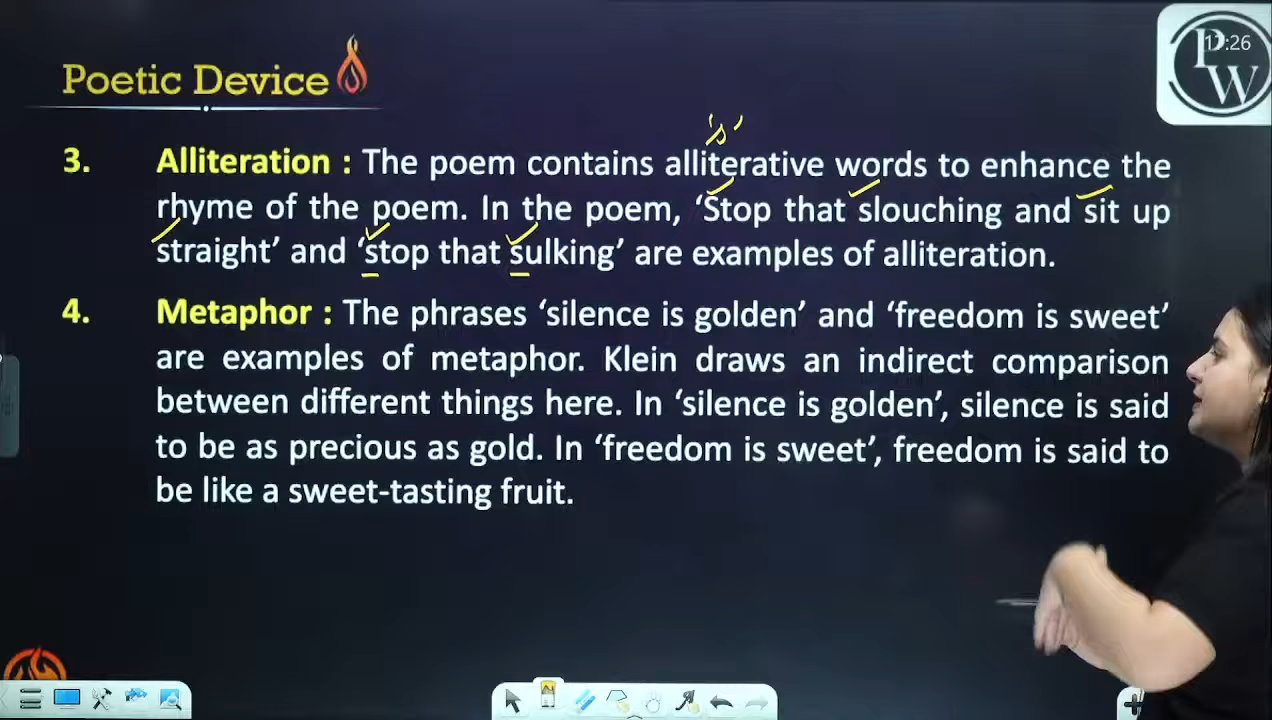 Poetic Device
PW
17:26
's'
3. Alliteration : The poem contains alliterative words to enhance the
rhyme of the poem. In the poem, 'Stop that slouching and sit up
straight' and 'stop that sulking' are examples of alliteration.
4. Metaphor : The phrases 'silence is golden' and 'freedom is sweet'
are examples of metaphor. Klein draws an indirect comparison
between different things here. In 'silence is golden', silence is said
to be as precious as gold. In 'freedom is sweet', freedom is said to
be like a sweet-tasting fruit.